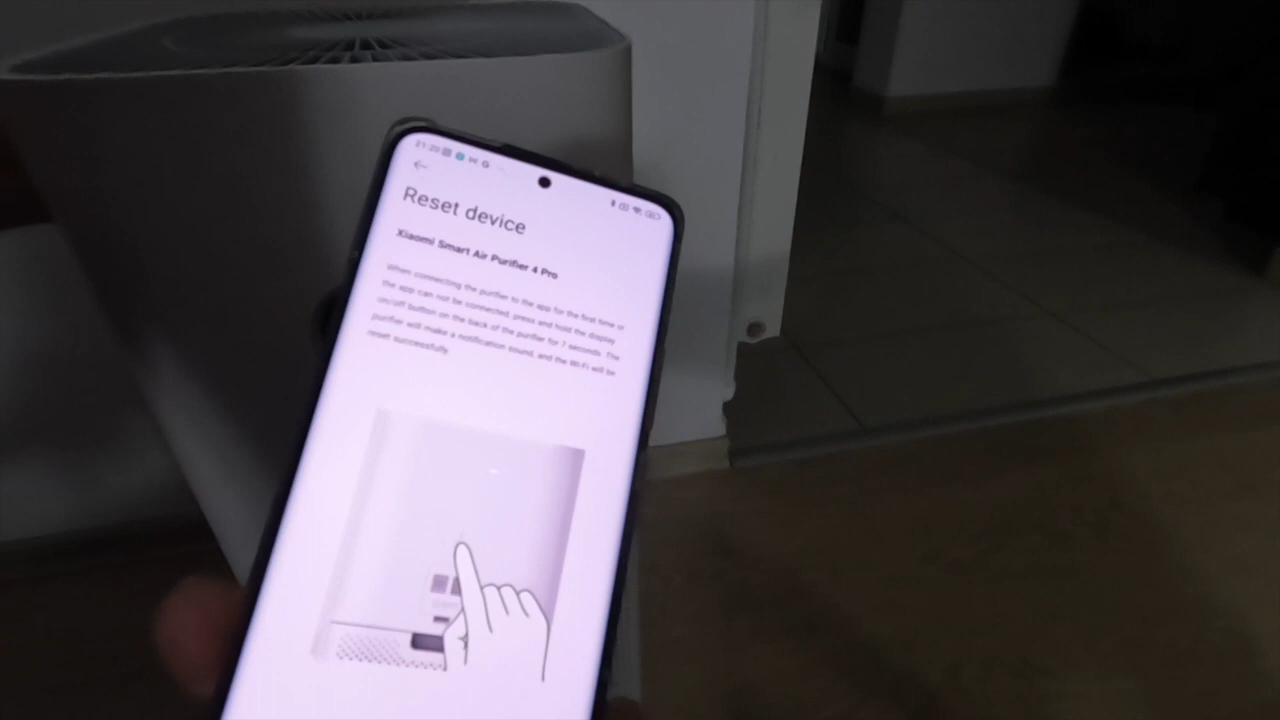 21:20
Reset device
Xiaomi Smart Air Purifier 4 Pro
When connecting the purifier to the app for the first time or
the app can not be connected, press and hold the display
on/off button on the back of the purifier for 7 seconds. The
purifier will make a notification sound, and the Wi-Fi will be
reset successfully.